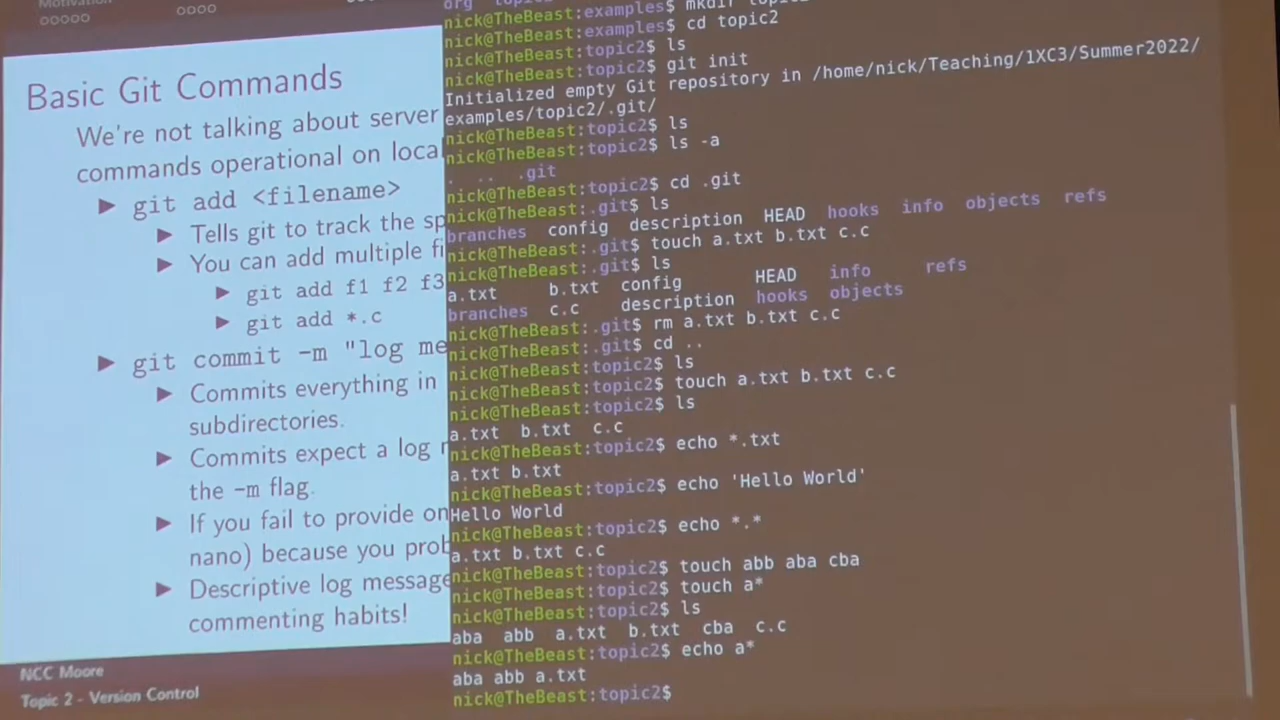 Motivation
Basic Git Commands
We're not talking about server
commands operational on local
git add <filename>
Tells git to track the sp
You can add multiple fi
git add f1 f2 f3
git add *.c
git commit -m "log me
Commits everything in
subdirectories.
Commits expect a log
the -m flag.
If you fail to provide on
nano) because you prob
Descriptive log message
commenting habits!
NCC Moore
Topic 2 - Version Control
org
nick@TheBeast:examples$ mkdir
nick@TheBeast:examples$ cd topic2
nick@TheBeast:topic2$ ls
nick@TheBeast:topic2$ git init
Initialized empty Git repository in /home/nick/Teaching/1XC3/Summer2022/
examples/topic2/.git/
nick@TheBeast:topic2$ ls
nick@TheBeast:topic2$ ls -a
. .. .git
nick@TheBeast:topic2$ cd .git
nick@TheBeast:.git$ ls
branches config description HEAD hooks info objects refs
nick@TheBeast:.git$ touch a.txt b.txt c.c
nick@TheBeast:.git$ ls
a.txt b.txt config HEAD info refs
branches c.c description hooks objects
nick@TheBeast:.git$ rm a.txt b.txt c.c
nick@TheBeast:.git$ cd ..
nick@TheBeast:topic2$ ls
nick@TheBeast:topic2$ touch a.txt b.txt c.c
nick@TheBeast:topic2$ ls
a.txt b.txt c.c
nick@TheBeast:topic2$ echo *.txt
a.txt b.txt
nick@TheBeast:topic2$ echo 'Hello World'
Hello World
nick@TheBeast:topic2$ echo *.*
a.txt b.txt c.c
nick@TheBeast:topic2$ touch abb aba cba
nick@TheBeast:topic2$ touch a*
nick@TheBeast:topic2$ ls
aba abb a.txt b.txt cba c.c
nick@TheBeast:topic2$ echo a*
aba abb a.txt
nick@TheBeast:topic2$